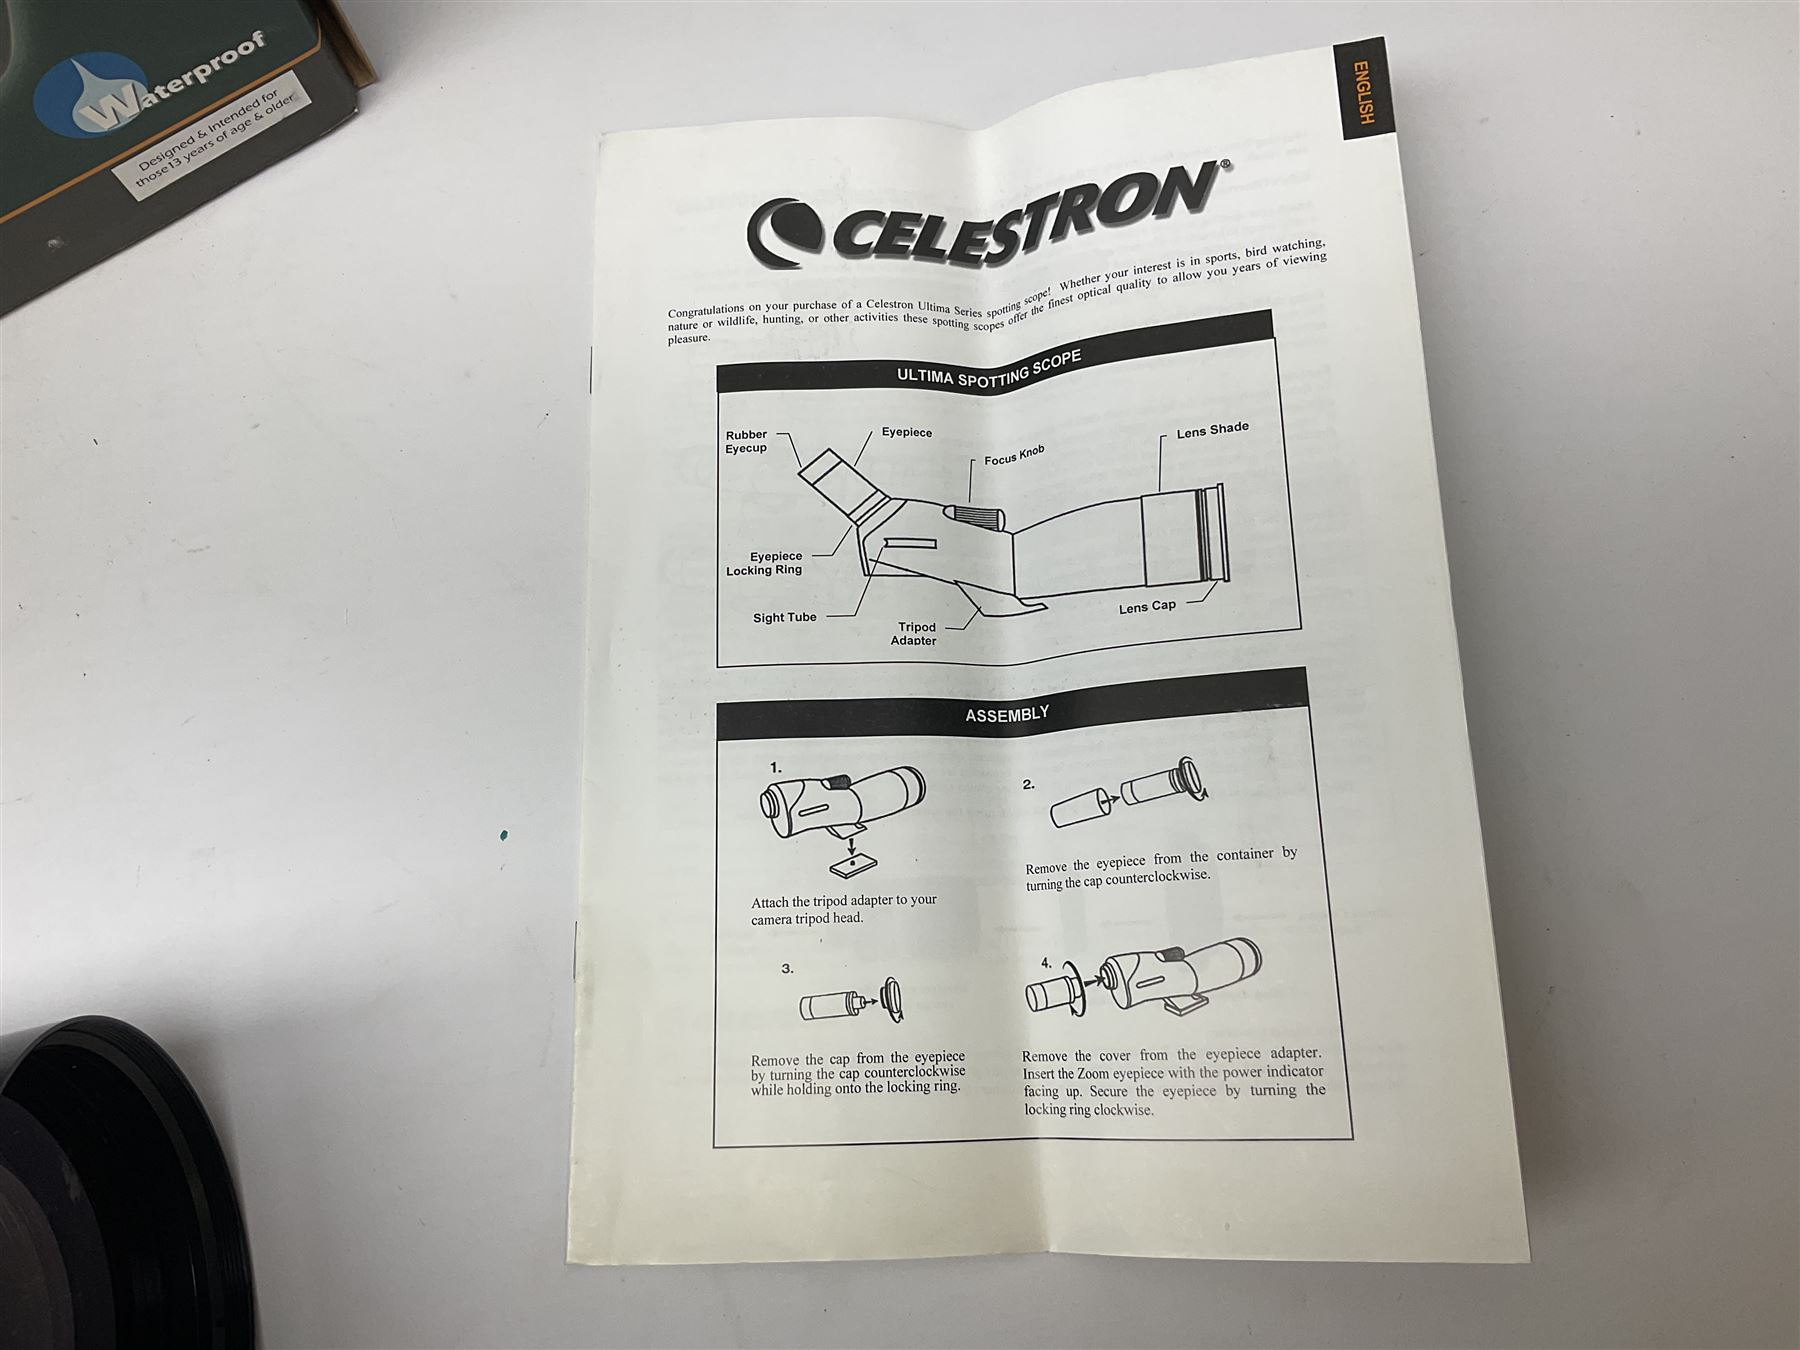 Waterproof
Designed & Intended for
those13 years of age & older
ENGLISH
CELESTRON®
Congratulations on your purchase of a Celestron Ultima Series spotting scope! Whether your interest is in sports, bird watching,
nature or wildlife, hunting, or other activities these spotting scopes offer the finest optical quality to allow you years of viewing
pleasure.
ULTIMA SPOTTING SCOPE
Rubber
Eyecup
Eyepiece
Focus Knob
Lens Shade
Eyepiece
Locking Ring
Sight Tube
Tripod
Adapter
Lens Cap
ASSEMBLY
1.
Attach the tripod adapter to your
camera tripod head.
2.
Remove the eyepiece from the container by
turning the cap counterclockwise.
3.
Remove the cap from the eyepiece
by turning the cap counterclockwise
while holding onto the locking ring.
4.
Remove the cover from the eyepiece adapter.
Insert the Zoom eyepiece with the power indicator
facing up. Secure the eyepiece by turning the
locking ring clockwise.